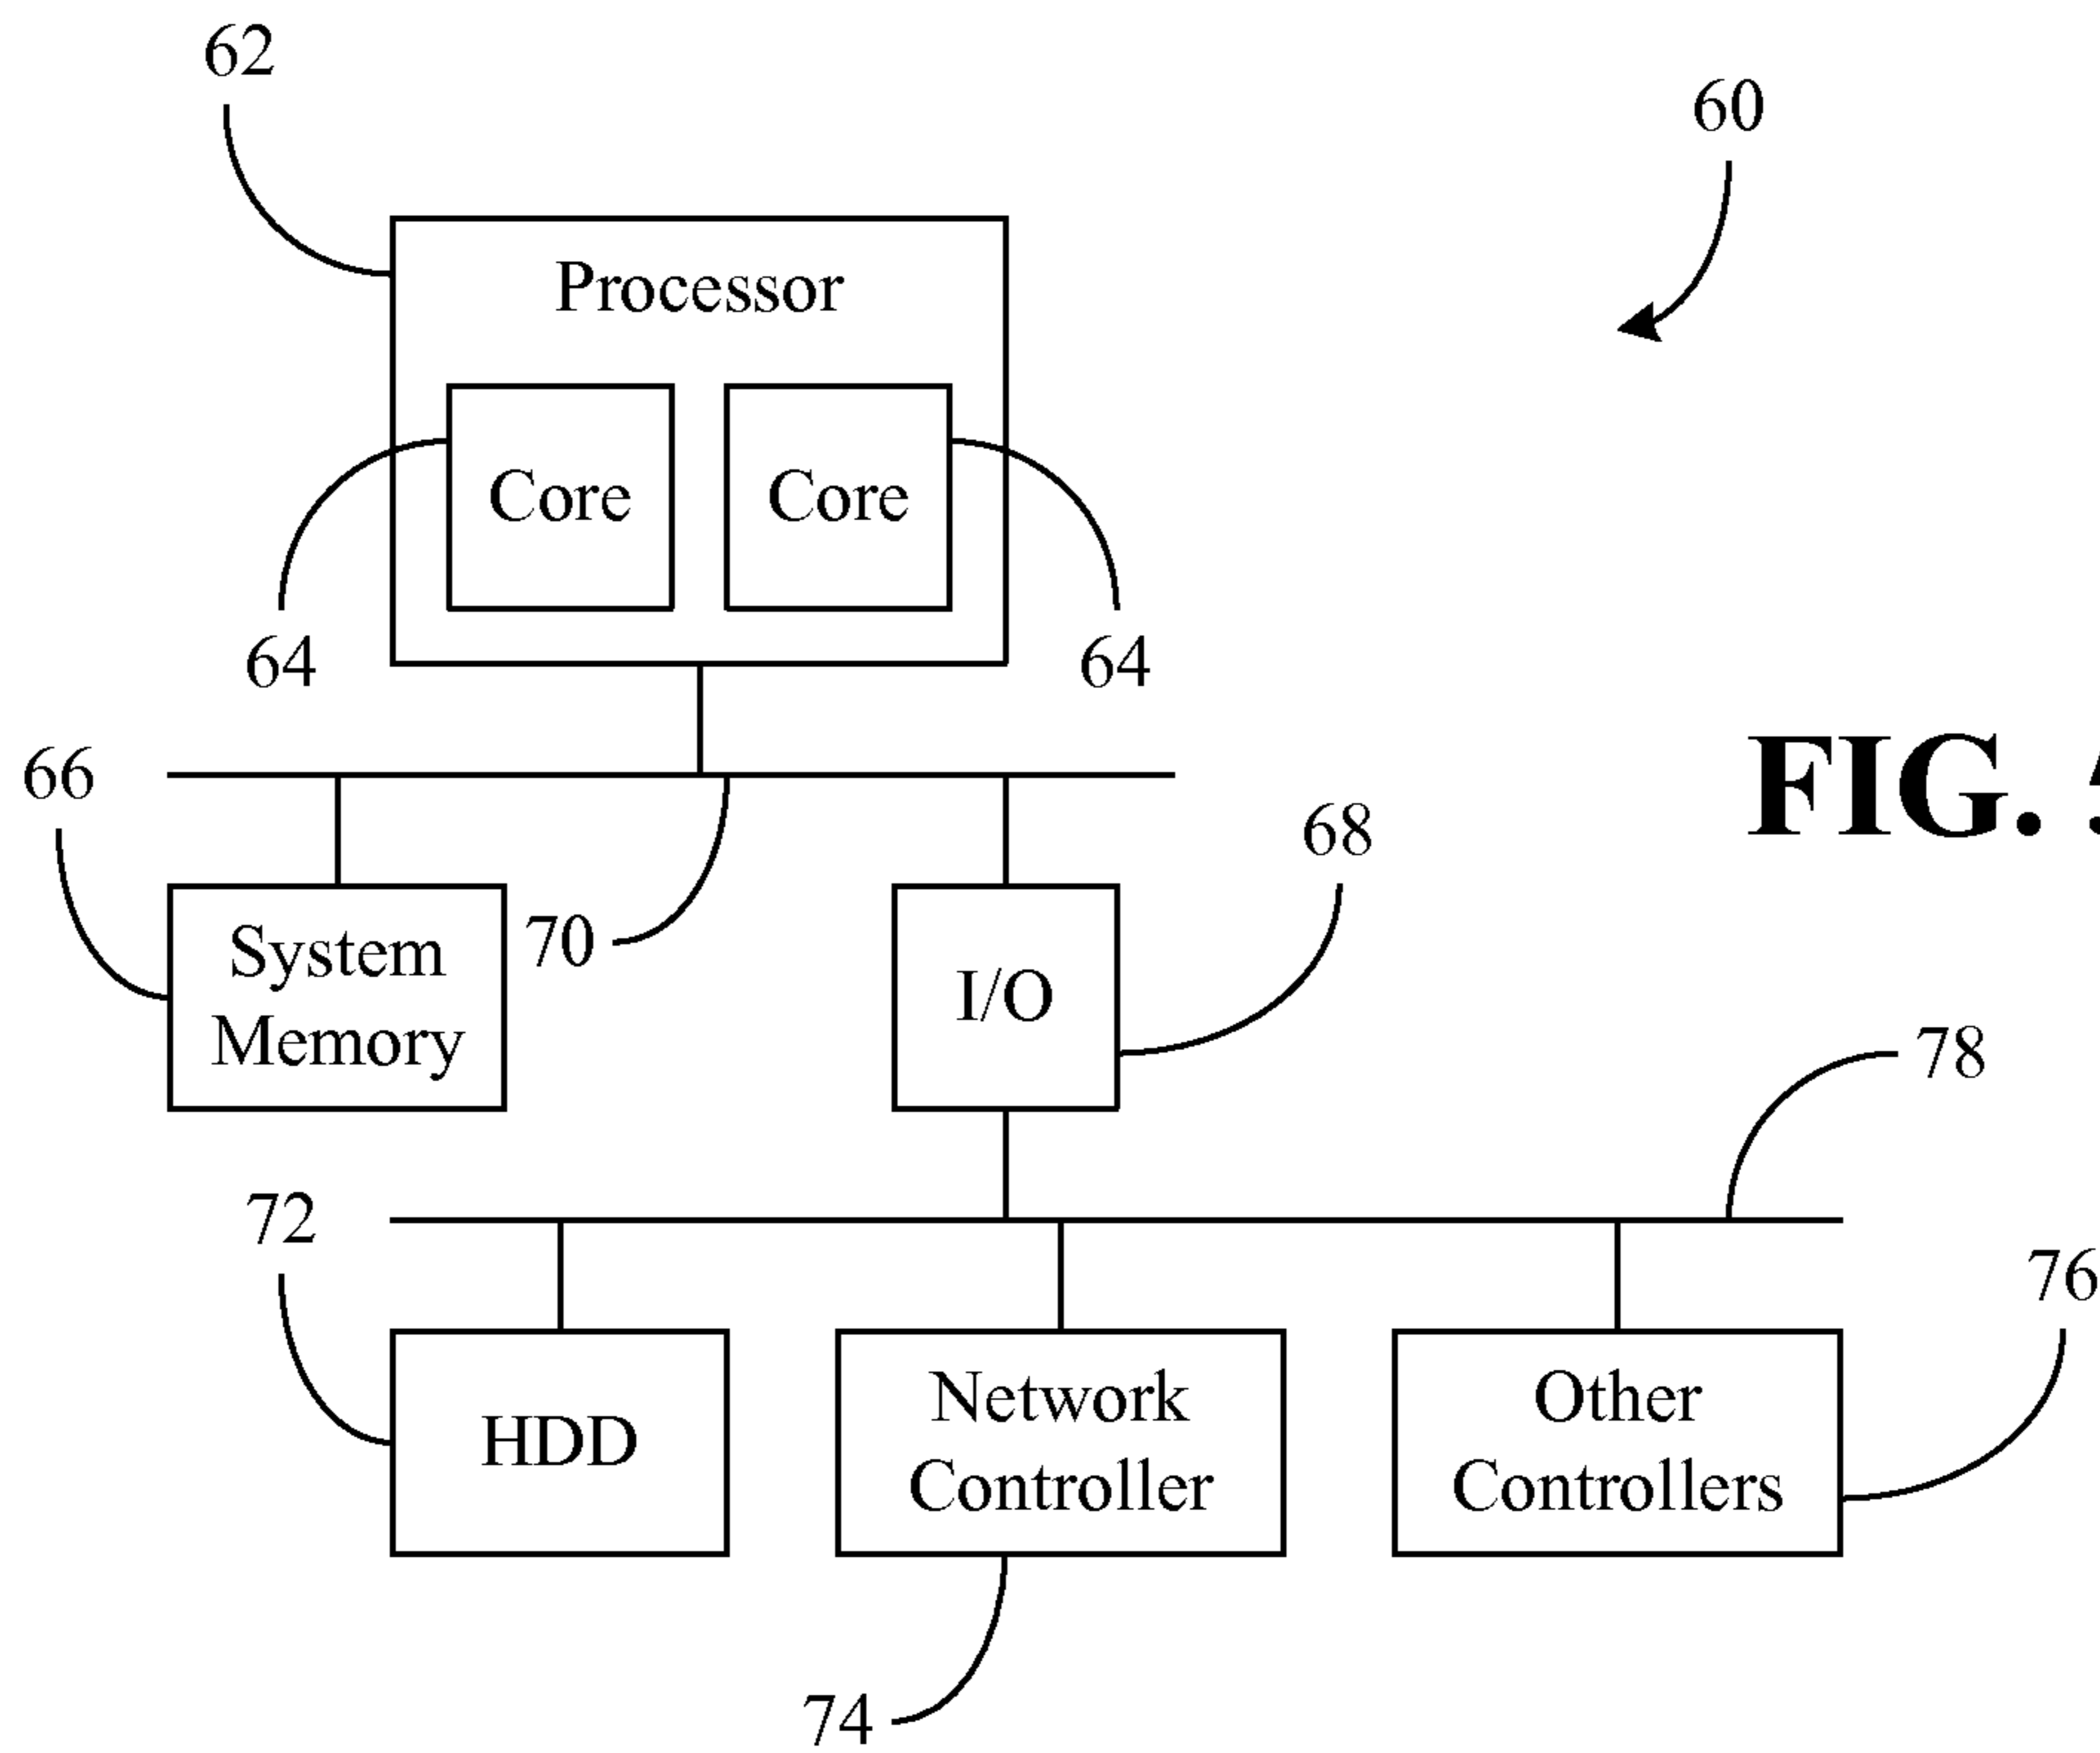 62
60
Processor
Core
Core
64
64
66
FIG.
68
System
Memory
70
I/O
78
72
76
HDD
Network
Controller
Other
Controllers
74